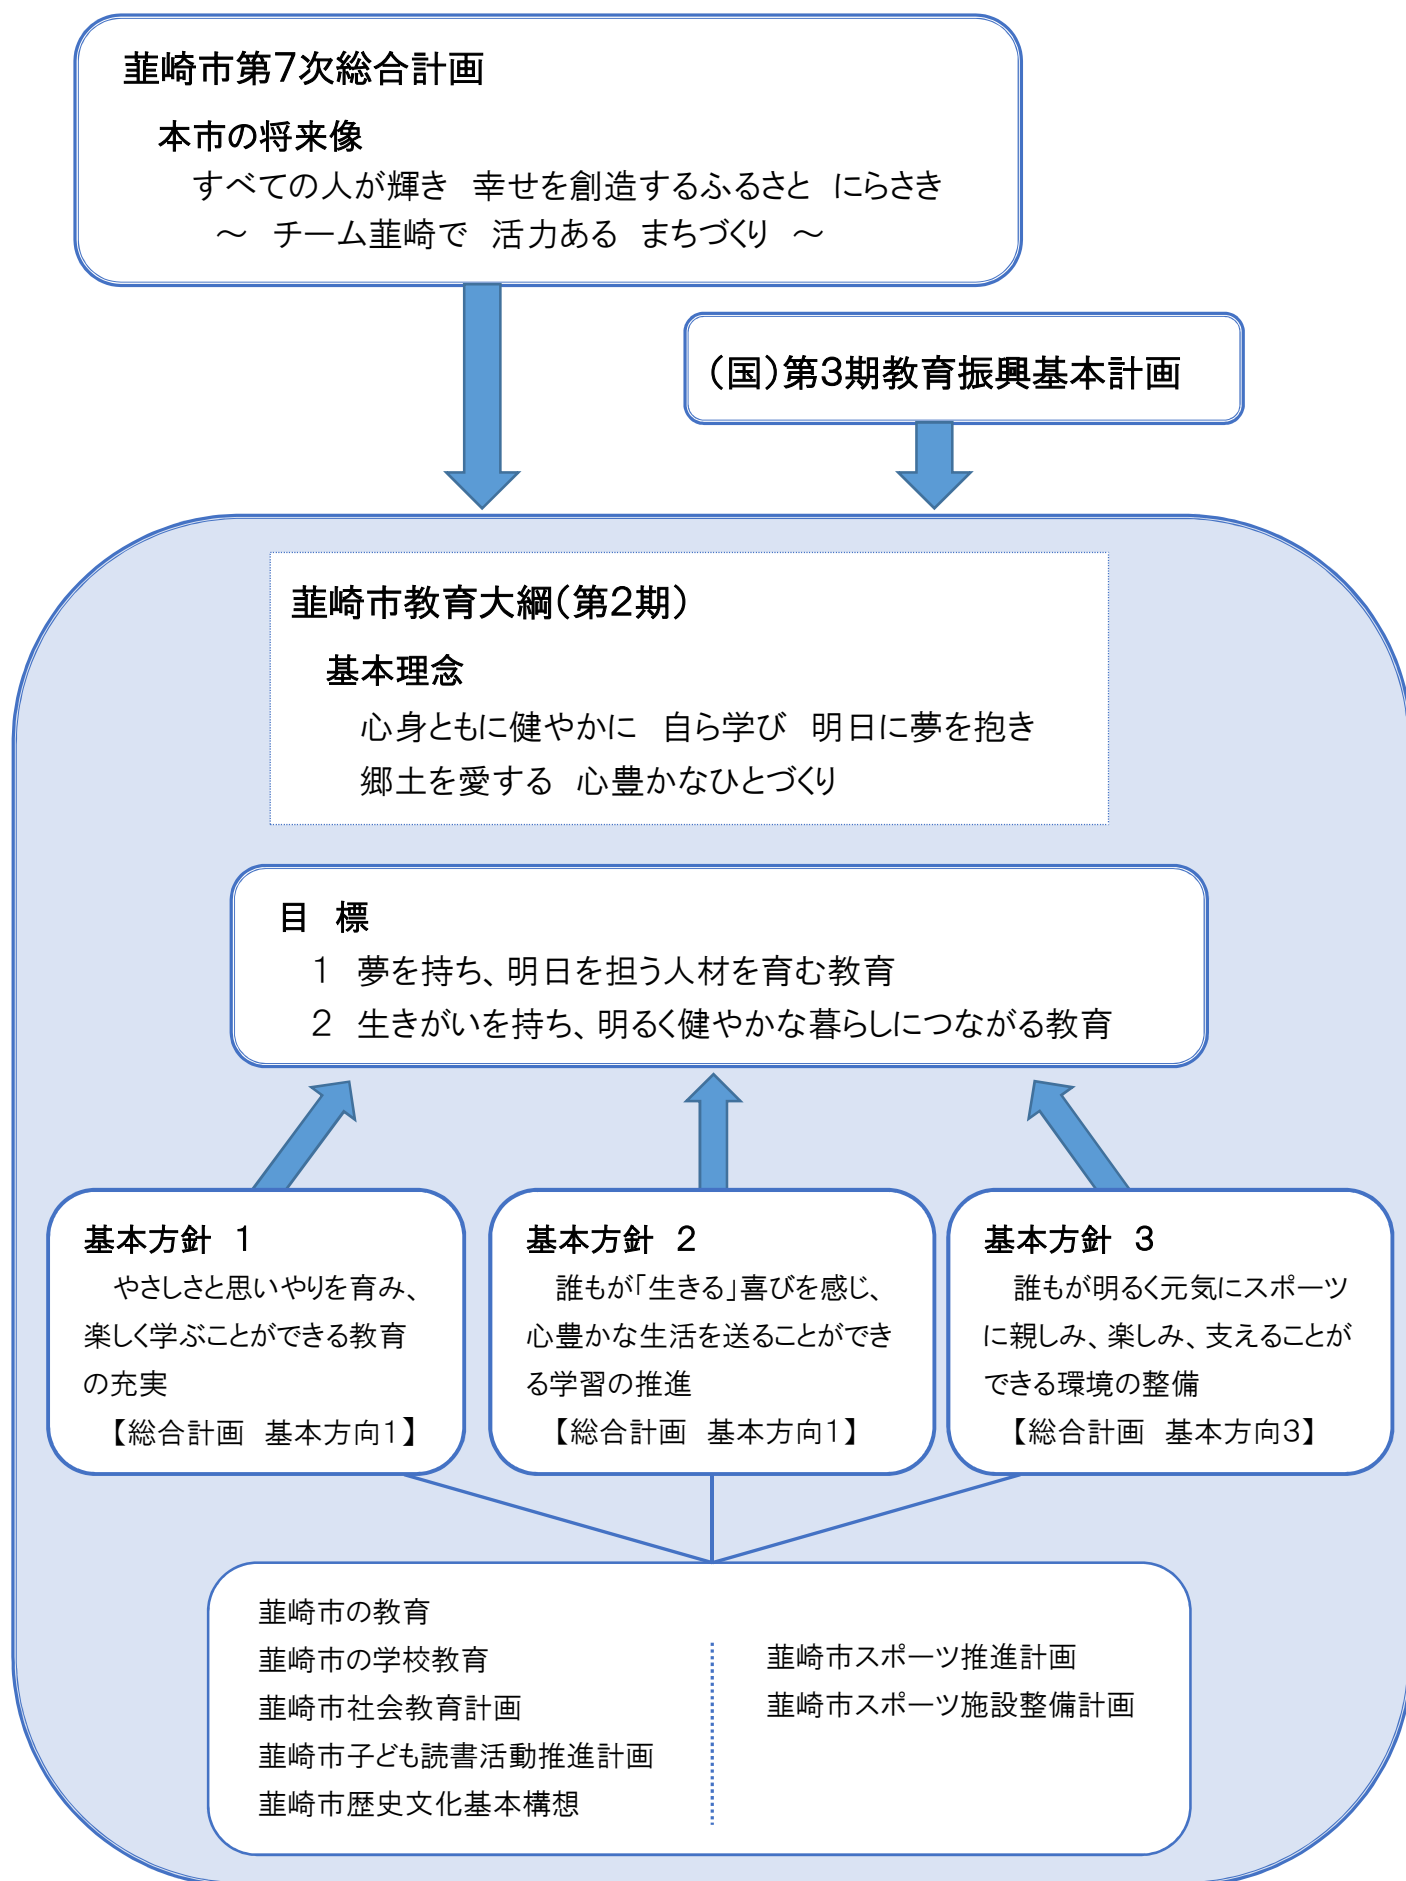 韮崎市第7次総合計画
本市の将来像
すべての人が輝き　幸せを創造するふるさと　にらさき
～　チーム韮崎で　活力ある　まちづくり　～
（国）第3期教育振興基本計画
韮崎市教育大綱（第2期）
基本理念
心身ともに健やかに　自ら学び　明日に夢を抱き
郷土を愛する　心豊かなひとづくり
目　標
1　夢を持ち、明日を担う人材を育む教育
2　生きがいを持ち、明るく健やかな暮らしにつながる教育
基本方針　1
やさしさと思いやりを育み、
楽しく学ぶことができる教育
の充実
【総合計画　基本方向1】
基本方針　2
誰もが「生きる」喜びを感じ、
心豊かな生活を送ることができ
る学習の推進
【総合計画　基本方向1】
基本方針　3
誰もが明るく元気にスポーツ
に親しみ、楽しみ、支えることが
できる環境の整備
【総合計画　基本方向3】
韮崎市の教育
韮崎市の学校教育
韮崎市社会教育計画
韮崎市子ども読書活動推進計画
韮崎市歴史文化基本構想
韮崎市スポーツ推進計画
韮崎市スポーツ施設整備計画